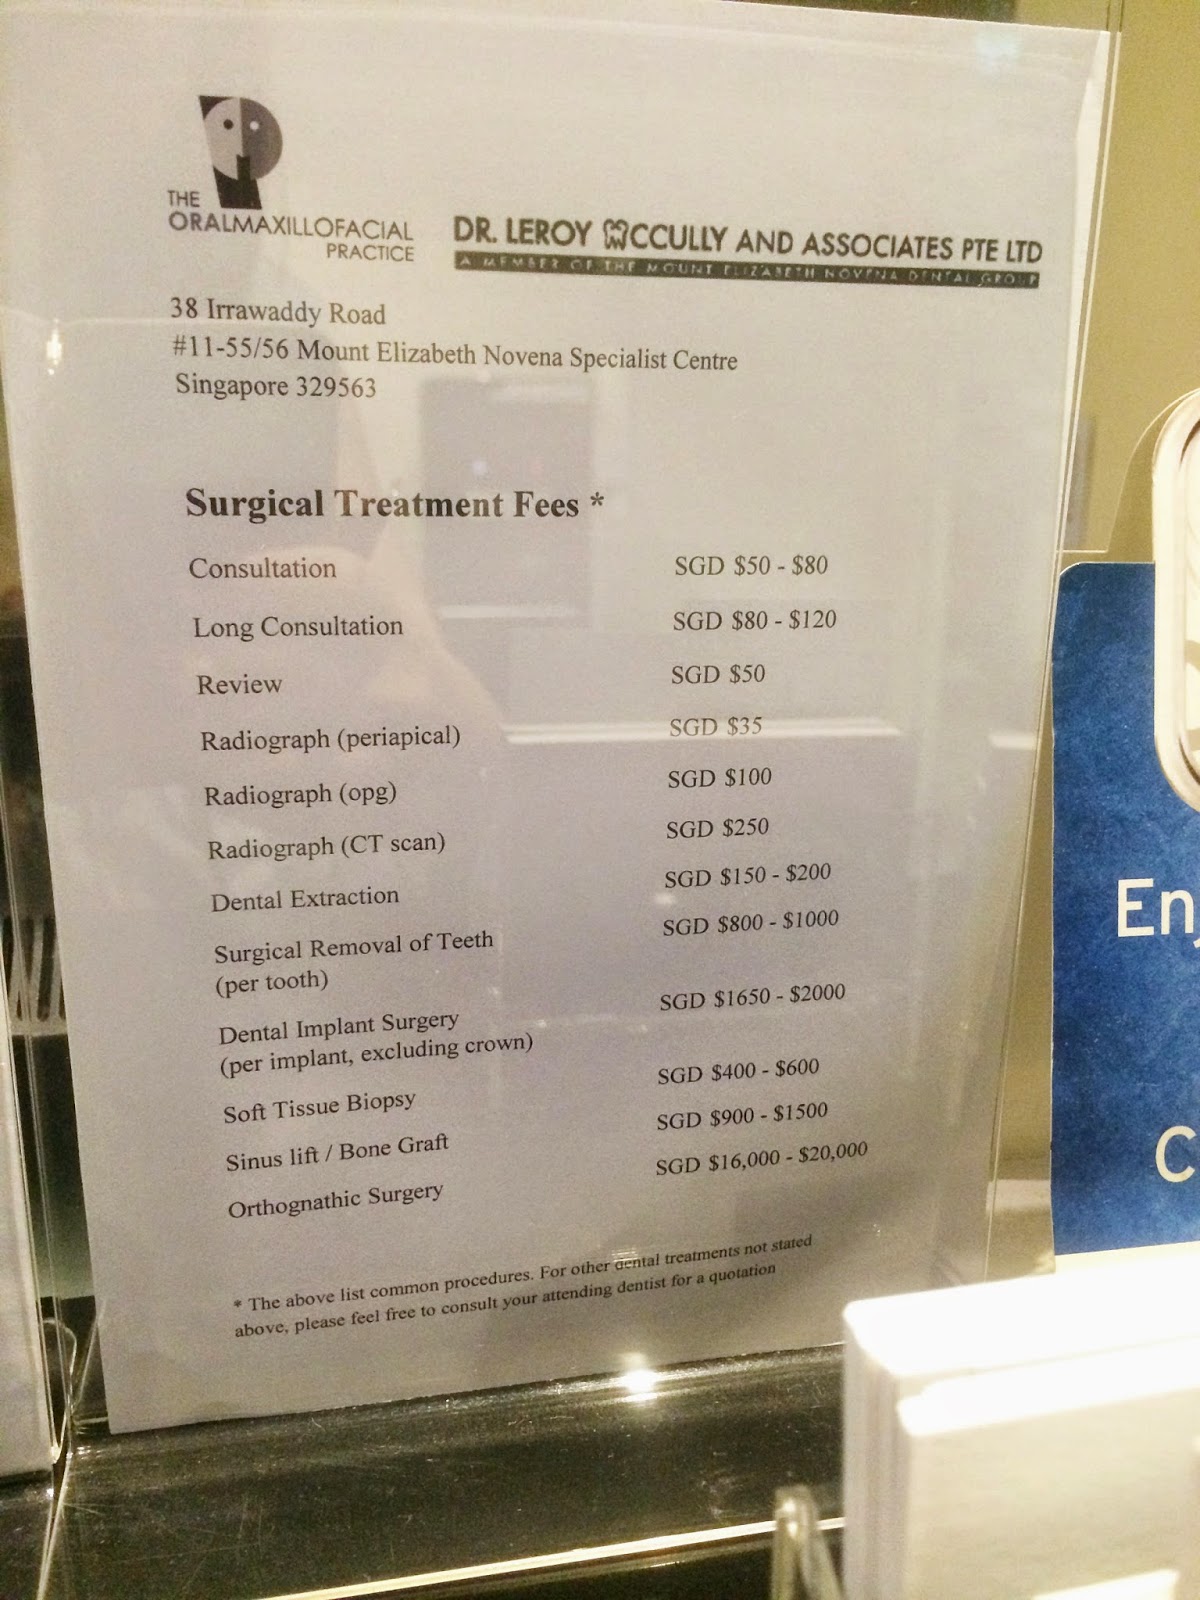 THE
ORALMAXILLOFACIAL
PRACTICE
DR. LEROY MCCULLY AND ASSOCIATES PTE LTD
A MEMBER OF THE MOUNT ELIZABETH NOVENA DENTAL GROUP
38 Irrawaddy Road
#11-55/56 Mount Elizabeth Novena Specialist Centre
Singapore 329563
Surgical Treatment Fees *
Consultation SGD $50 - $80
Long Consultation SGD $80 - $120
Review SGD $50
Radiograph (periapical) SGD $35
Radiograph (opg) SGD $100
Radiograph (CT scan) SGD $250
Dental Extraction SGD $150 - $200
Surgical Removal of Teeth SGD $800 - $1000
(per tooth)
Dental Implant Surgery SGD $1650 - $2000
(per implant, excluding crown)
Soft Tissue Biopsy SGD $400 - $600
Sinus lift / Bone Graft SGD $900 - $1500
Orthognathic Surgery SGD $16,000 - $20,000
* The above list common procedures. For other dental treatments not stated
above, please feel free to consult your attending dentist for a quotation